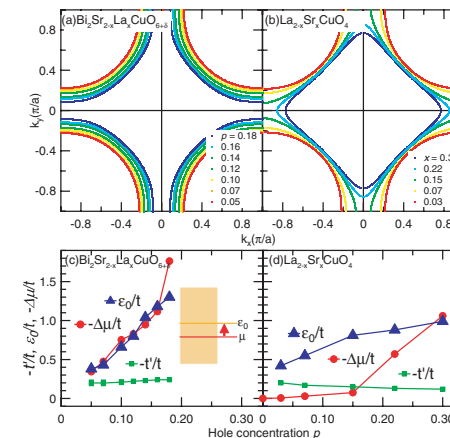 (a)Bi2Sr2-xLaxCuO6+δ
(b)La2-xSrxCuO4
0.8
0.4
0
-0.4
-0.8
ky(π/a)
p = 0.18
0.16
0.14
0.12
0.10
0.07
0.05
x = 0.3
0.22
0.15
0.07
0.03
-0.8 -0.4 0 0.4 0.8
-0.8 -0.4 0 0.4 0.8
kx(π/a)
(c)Bi2Sr2-xLaxCuO6+δ
(d)La2-xSrxCuO4
-t'/t, ε0/t, -Δμ/t
1.5
1.0
0.5
0.0
ε0/t
-Δμ/t
-t'/t
ε0
μ
ε0/t
-Δμ/t
-t'/t
0 0.10 0.20 0.30
0 0.10 0.20 0.30
Hole concentration p